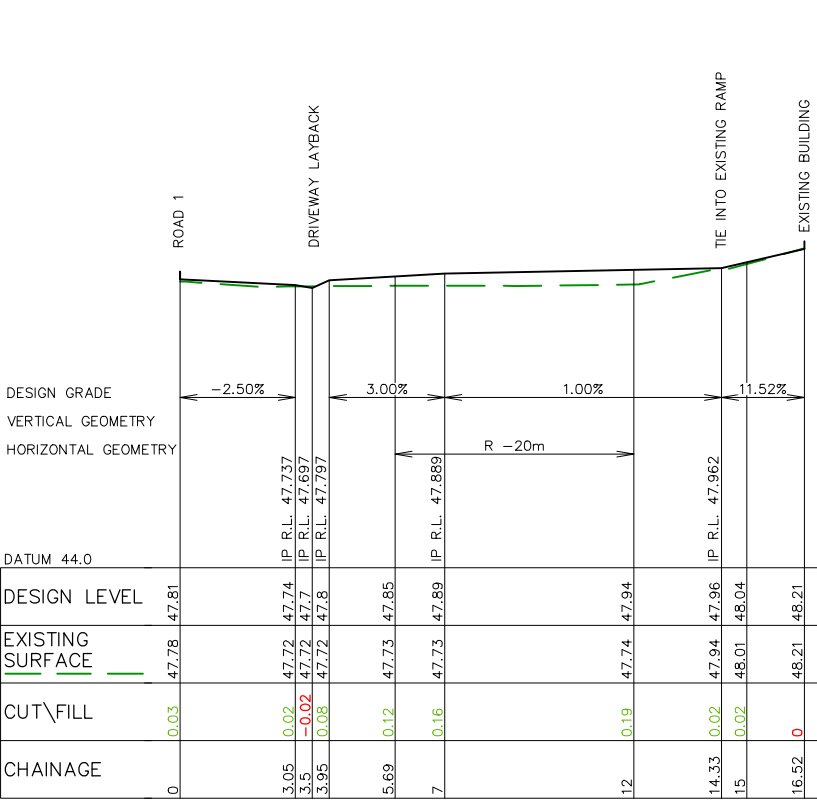 ROAD 1
DRIVEWAY LAYBACK
TIE INTO EXISTING RAMP
EXISTING BUILDING
DESIGN GRADE
-2.50%
3.00%
1.00%
11.52%
VERTICAL GEOMETRY
HORIZONTAL GEOMETRY
R -20m
IP R.L. 47.737
IP R.L. 47.697
IP R.L. 47.797
IP R.L. 47.889
IP R.L. 47.962
DATUM 44.0
DESIGN LEVEL 47.81 47.74 47.7 47.8 47.85 47.89 47.94 47.96 48.04 48.21
EXISTING
SURFACE 47.78 47.72 47.72 47.72 47.73 47.73 47.74 47.94 48.01 48.21
CUT\FILL 0.03 0.02 -0.02 0.08 0.12 0.16 0.19 0.02 0.02 0
CHAINAGE 0 3.05 3.5 3.95 5.69 7 12 14.33 15 16.52